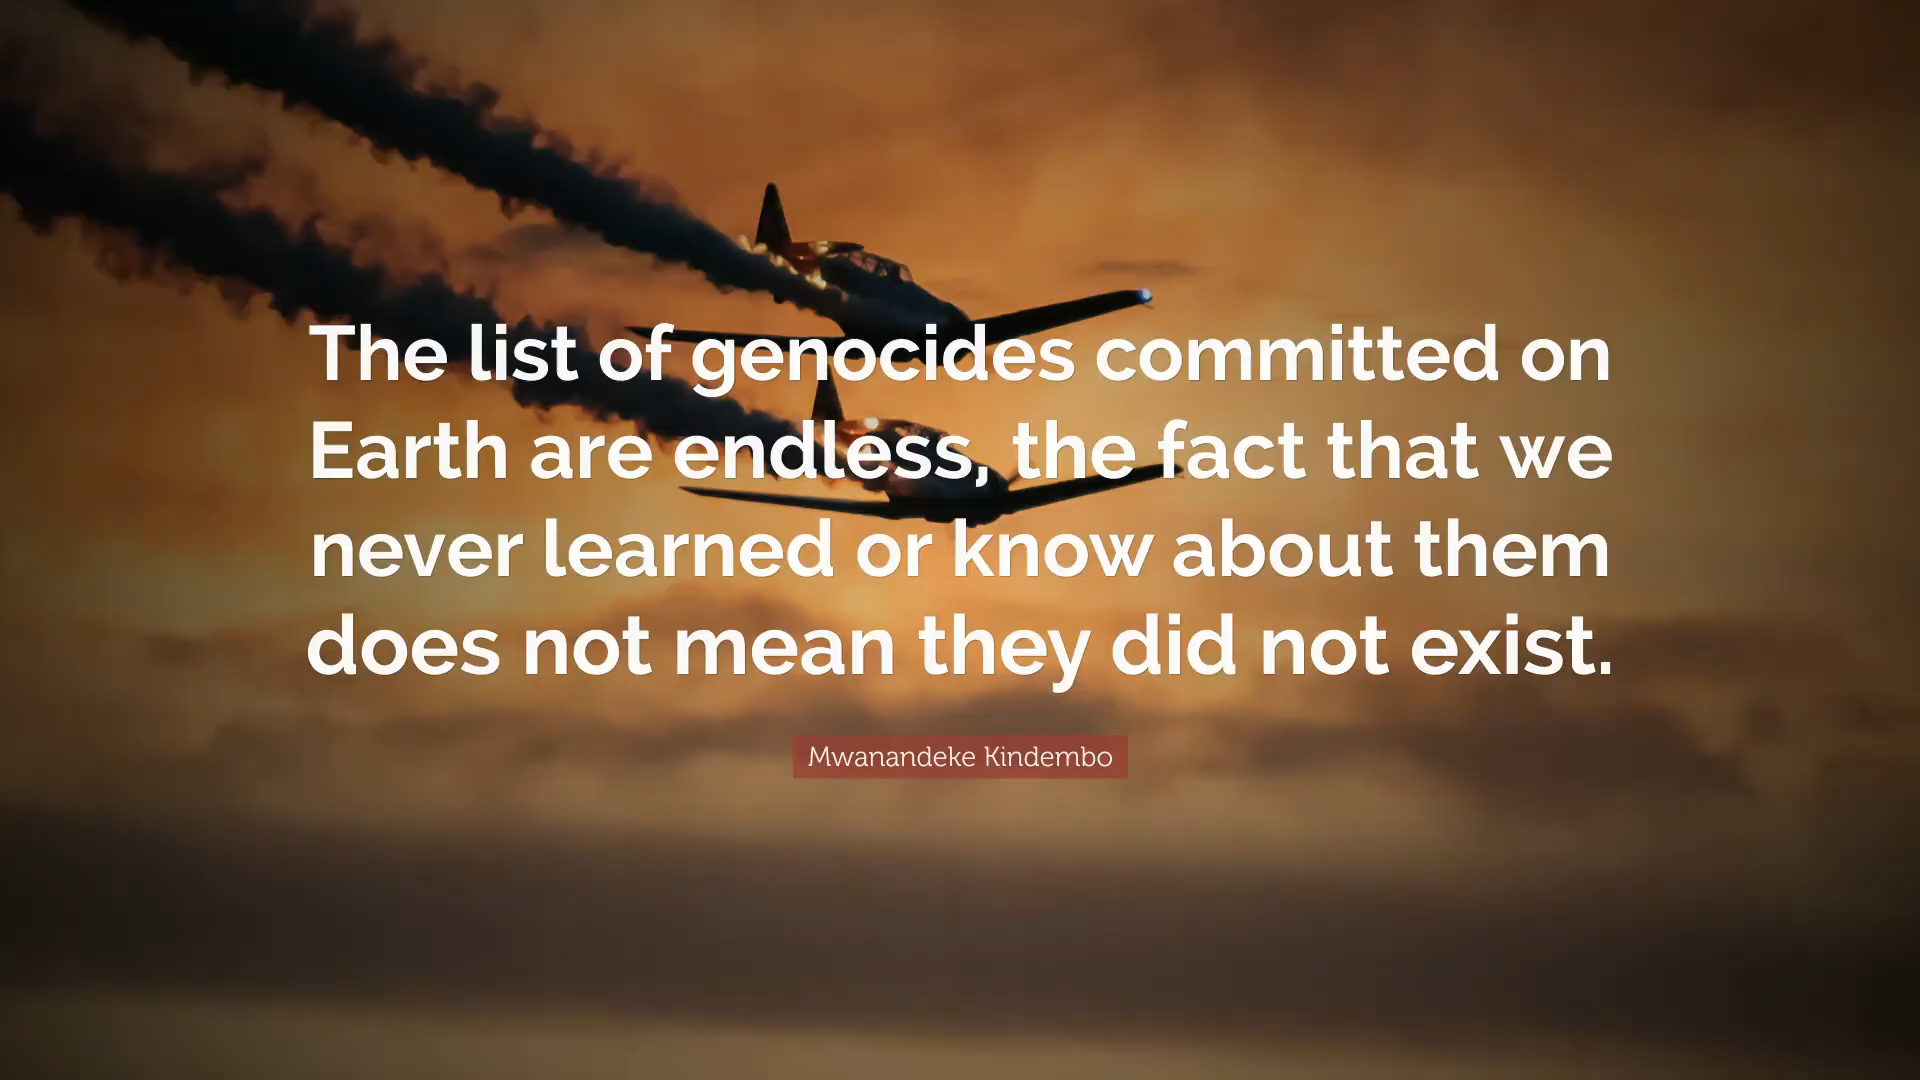 The list of genocides committed on
Earth are endless, the fact that we
never learned or know about them
does not mean they did not exist.
Mwanandeke Kindembo